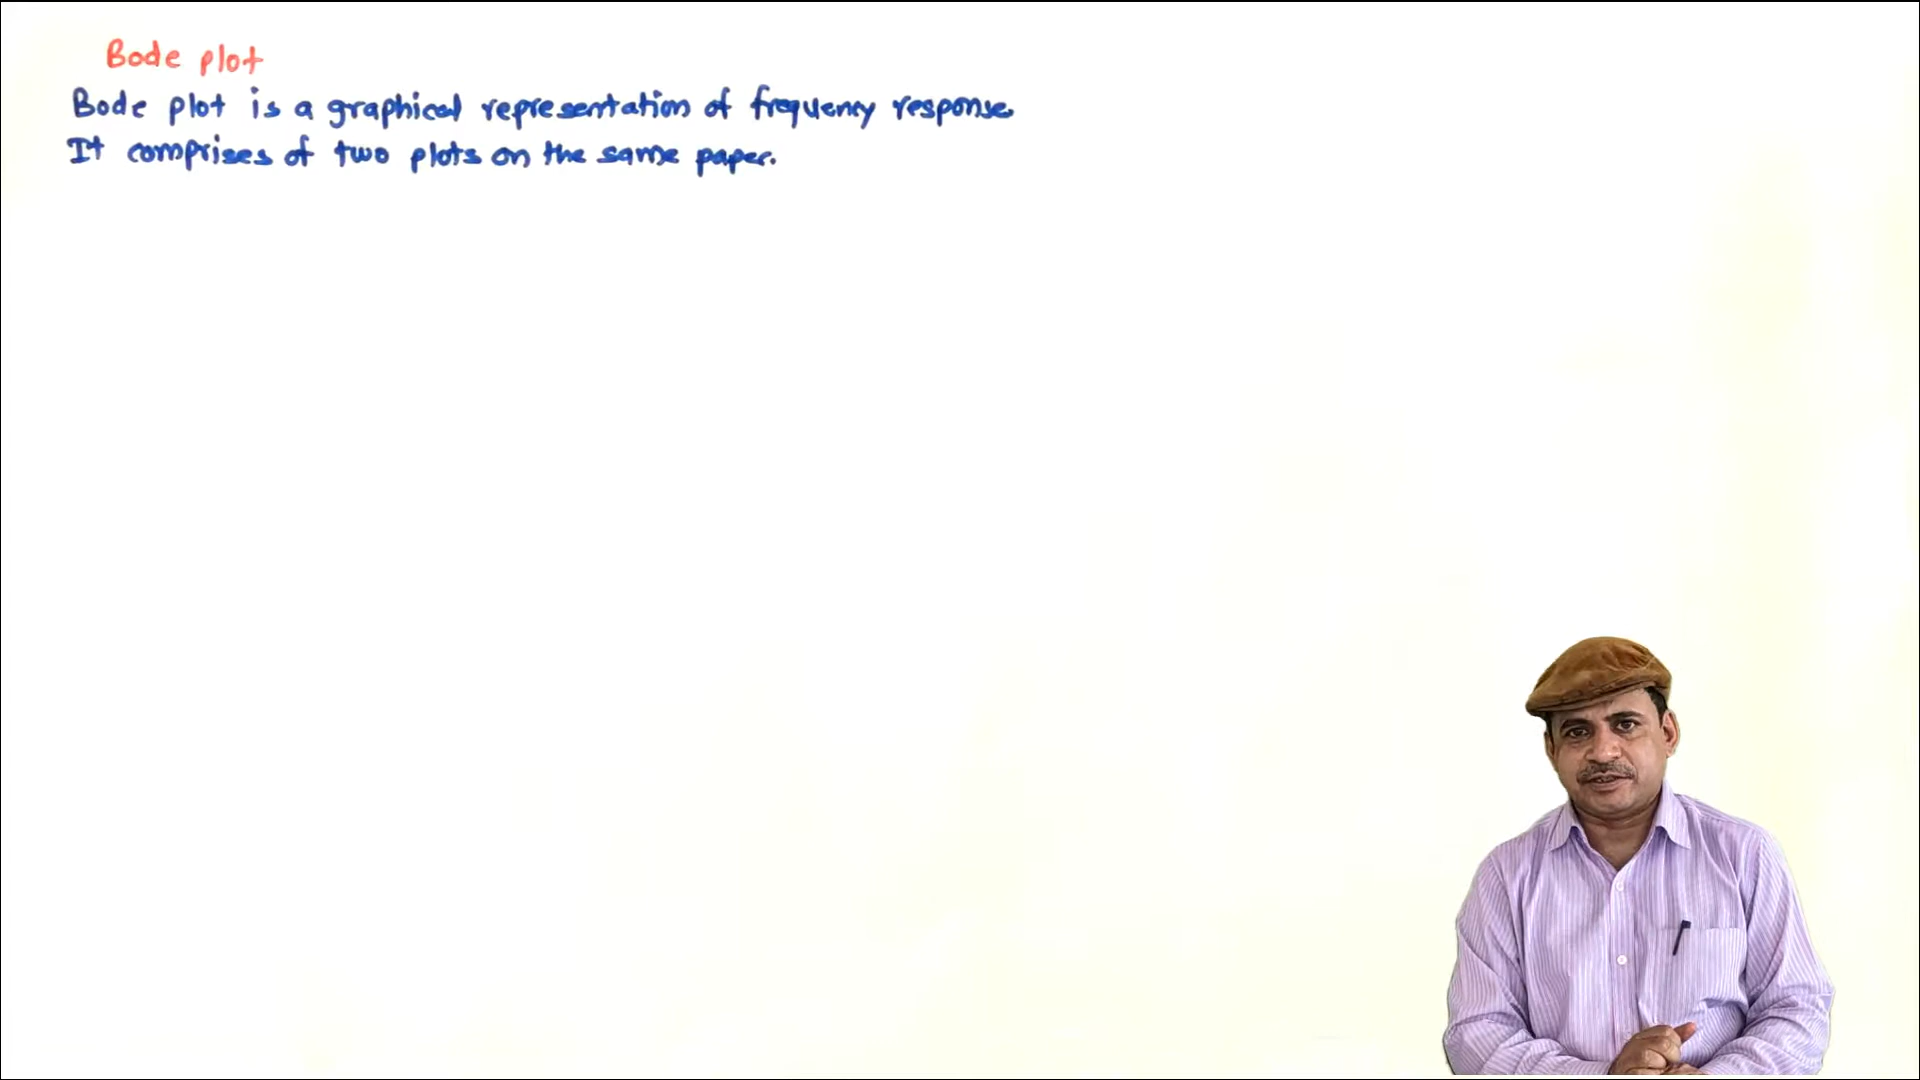 Bode plot
Bode plot is a graphical representation of frequency response.
It comprises of two plots on the same paper.